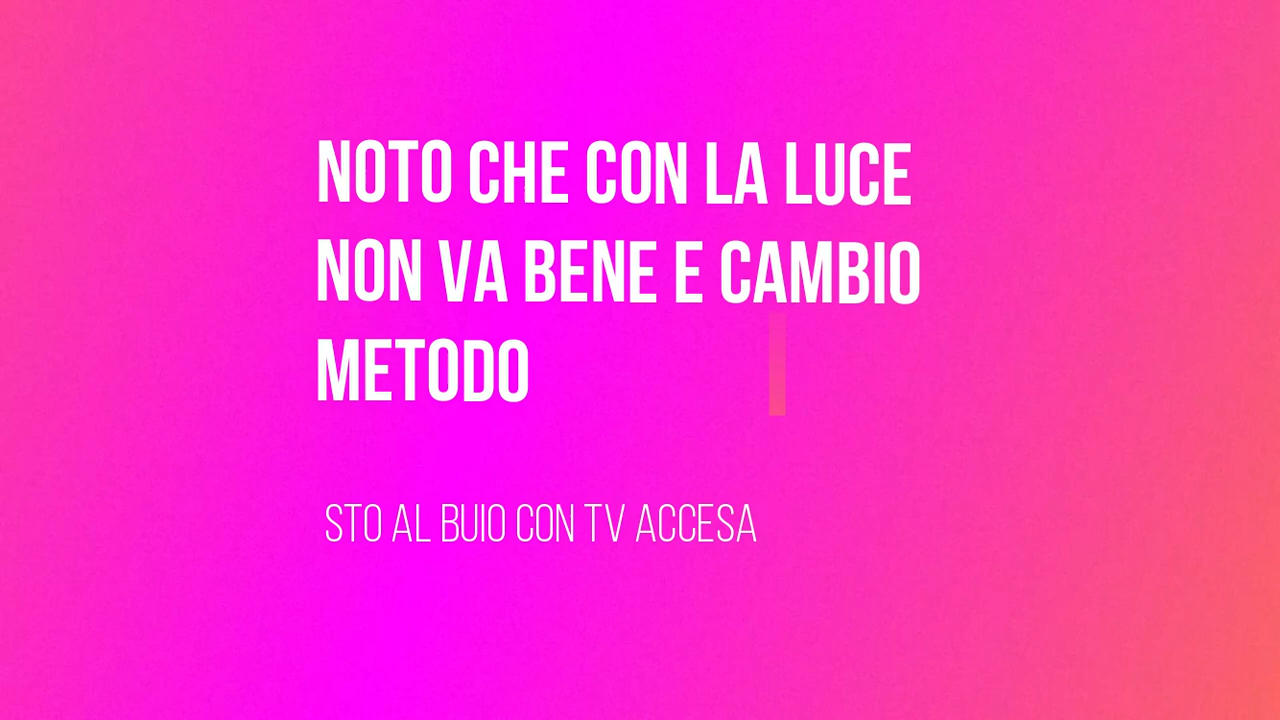 NOTO CHE CON LA LUCE
NON VA BENE E CAMBIO
METODO
STO AL BUIO CON TV ACCESA